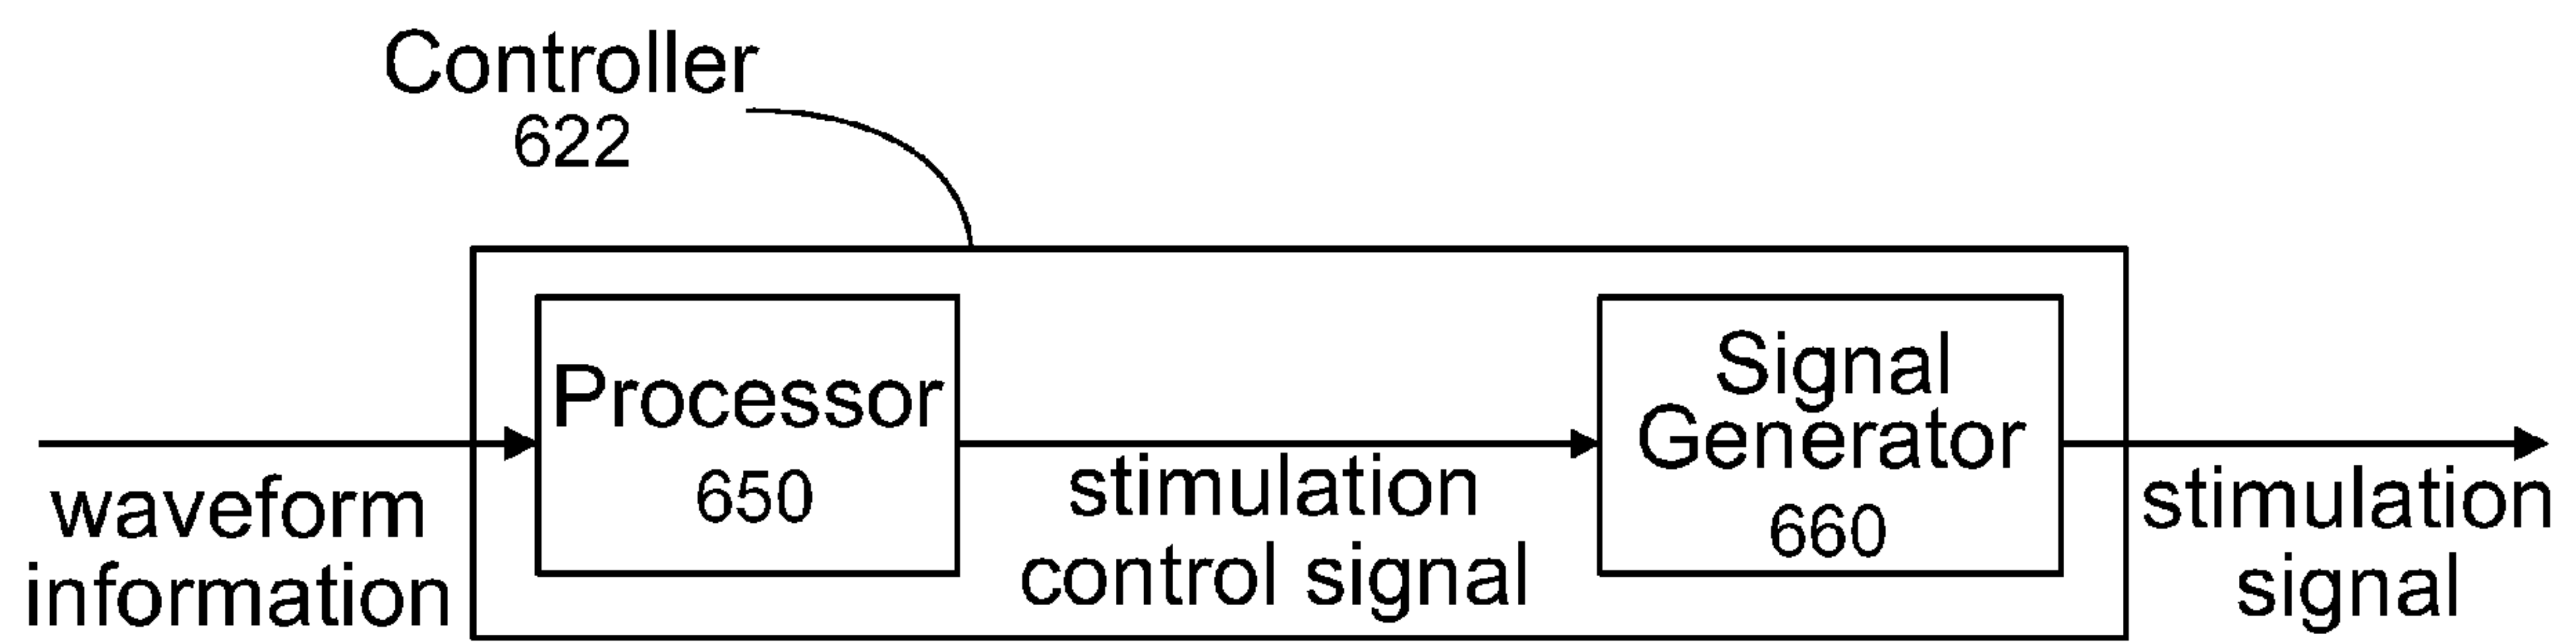 Controller
622
Processor
650
Signal
Generator
660
waveform
information
stimulation
control signal
stimulation
signal